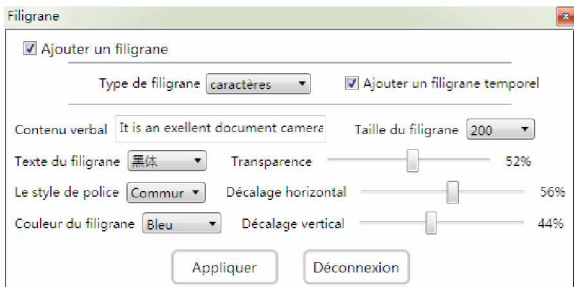 Filigrane
Ajouter un filigrane
Type de filigrane caractères Ajouter un filigrane temporel
Contenu verbal It is an exellent document camera Taille du filigrane 200
Texte du filigrane 黑体 Transparence 52%
Le style de police Commur Décalage horizontal 56%
Couleur du filigrane Bleu Décalage vertical 44%
Appliquer Déconnexion